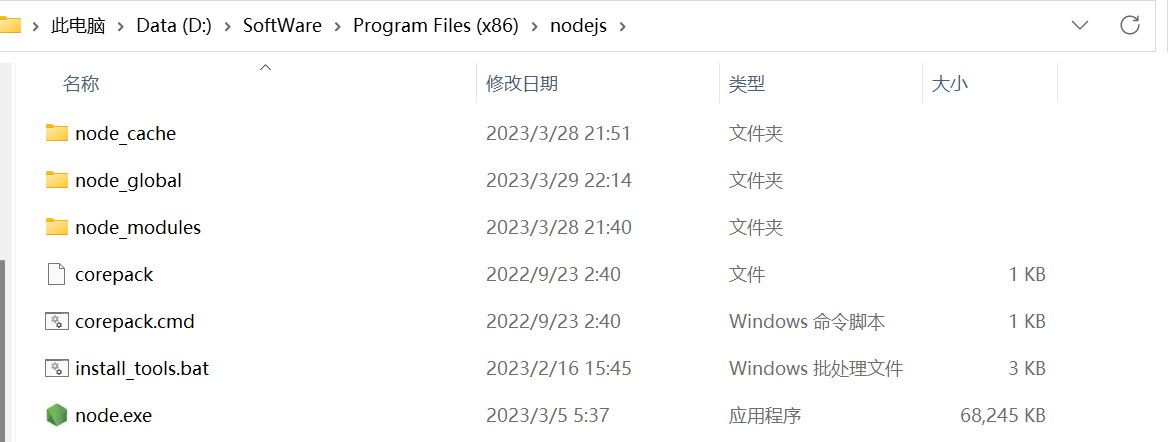 此电脑 Data (D:) SoftWare Program Files (x86) nodejs
名称 修改日期 类型 大小
node_cache 2023/3/28 21:51 文件夹
node_global 2023/3/29 22:14 文件夹
node_modules 2023/3/28 21:40 文件夹
corepack 2022/9/23 2:40 文件 1 KB
corepack.cmd 2022/9/23 2:40 Windows 命令脚本 1 KB
install_tools.bat 2023/2/16 15:45 Windows 批处理文件 3 KB
node.exe 2023/3/5 5:37 应用程序 68,245 KB